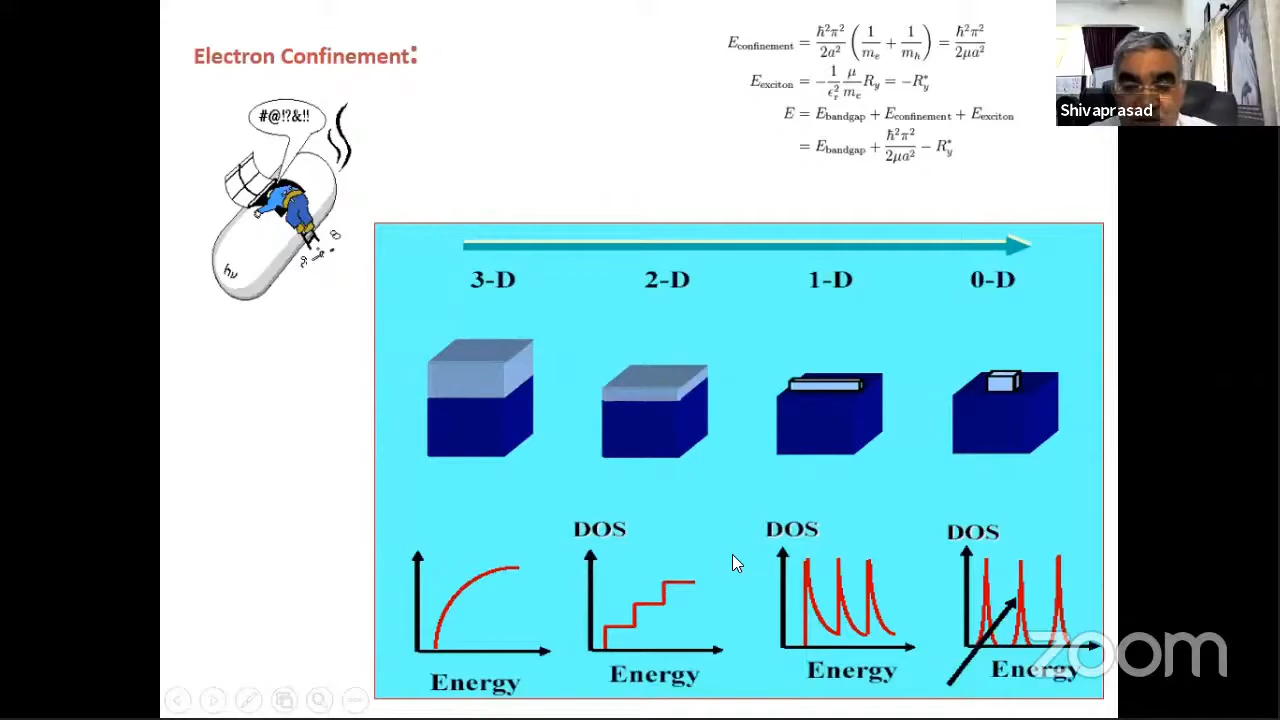 Electron Confinement:
#@!?&!!
hν
E_confinement = ħ²π²/2a² (1/m_e + 1/m_h) = ħ²π²/2μa²
E_exciton = −1/ϵ_r² μ/m_e R_y = −R_y*
E = E_bandgap + E_confinement + E_exciton
= E_bandgap + ħ²π²/2μa² − R_y*
Shivaprasad
3-D 2-D 1-D 0-D
DOS DOS DOS
Energy Energy Energy Energy
zoom